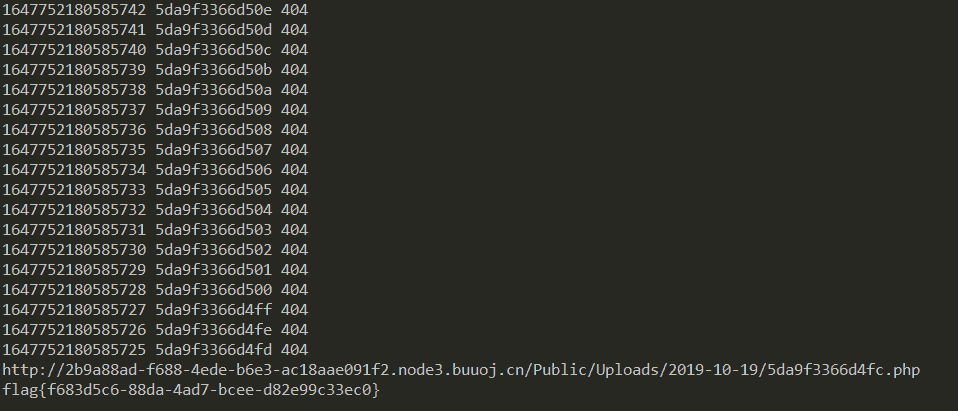 1647752180585742 5da9f3366d50e 404
1647752180585741 5da9f3366d50d 404
1647752180585740 5da9f3366d50c 404
1647752180585739 5da9f3366d50b 404
1647752180585738 5da9f3366d50a 404
1647752180585737 5da9f3366d509 404
1647752180585736 5da9f3366d508 404
1647752180585735 5da9f3366d507 404
1647752180585734 5da9f3366d506 404
1647752180585733 5da9f3366d505 404
1647752180585732 5da9f3366d504 404
1647752180585731 5da9f3366d503 404
1647752180585730 5da9f3366d502 404
1647752180585729 5da9f3366d501 404
1647752180585728 5da9f3366d500 404
1647752180585727 5da9f3366d4ff 404
1647752180585726 5da9f3366d4fe 404
1647752180585725 5da9f3366d4fd 404
http://2b9a88ad-f688-4ede-b6e3-ac18aae091f2.node3.buuoj.cn/Public/Uploads/2019-10-19/5da9f3366d4fc.php
flag{f683d5c6-88da-4ad7-bcee-d82e99c33ec0}